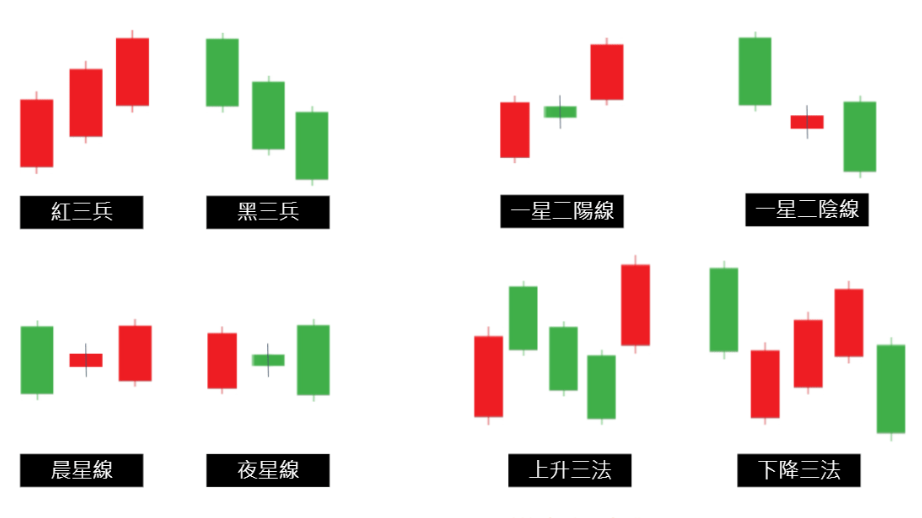 紅三兵
黑三兵
一星二陽線
一星二陰線
晨星線
夜星線
上升三法
下降三法